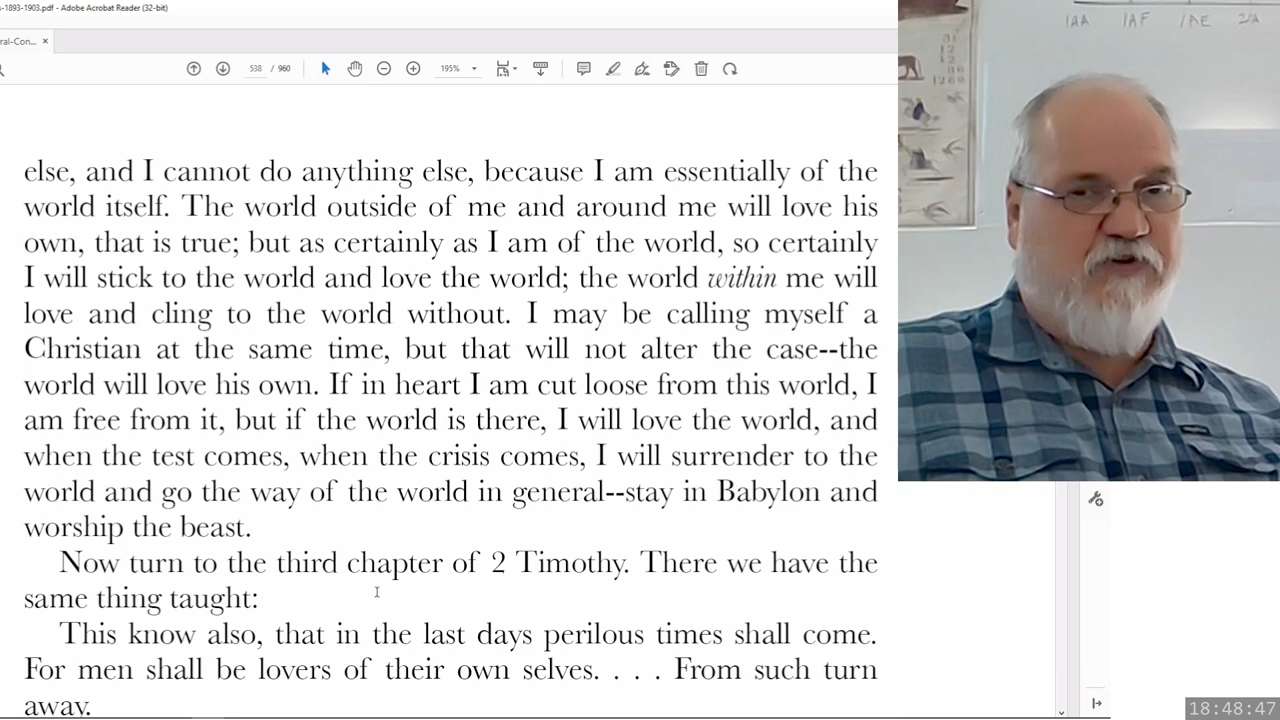 -1893-1903.pdf - Adobe Acrobat Reader (32-bit)
ral-Con... ×
538 / 960
195%
else, and I cannot do anything else, because I am essentially of the
world itself. The world outside of me and around me will love his
own, that is true; but as certainly as I am of the world, so certainly
I will stick to the world and love the world; the world within me will
love and cling to the world without. I may be calling myself a
Christian at the same time, but that will not alter the case--the
world will love his own. If in heart I am cut loose from this world, I
am free from it, but if the world is there, I will love the world, and
when the test comes, when the crisis comes, I will surrender to the
world and go the way of the world in general--stay in Babylon and
worship the beast.
Now turn to the third chapter of 2 Timothy. There we have the
same thing taught:
This know also, that in the last days perilous times shall come.
For men shall be lovers of their own selves. . . . From such turn
away.
1AA 1AF 1AE
18:48:47